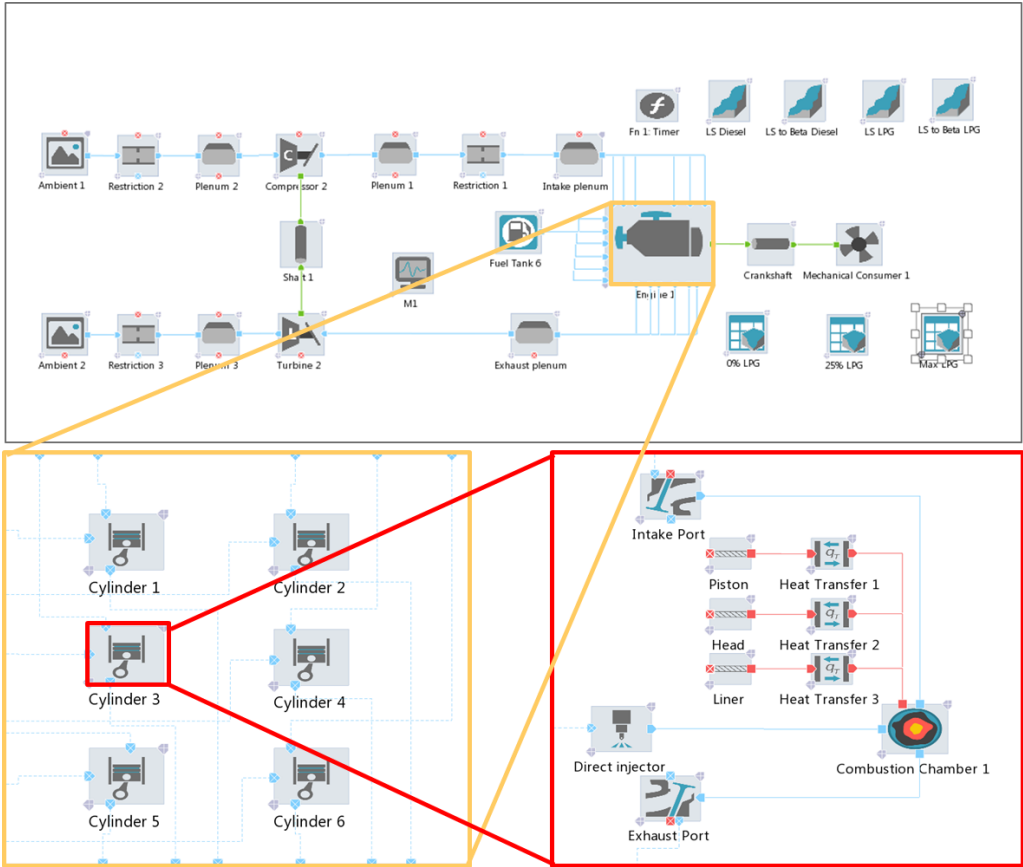 Fn 1: Timer
LS Diesel
LS to Beta Diesel
LS LPG
LS to Beta LPG
Ambient 1
Restriction 2
Plenum 2
C
Compressor 2
Plenum 1
Restriction 1
Intake plenum
Shaft 1
M1
Fuel Tank 6
Engine 1
Crankshaft
Mechanical Consumer 1
Ambient 2
Restriction 3
Plenum 3
Turbine 2
Exhaust plenum
0% LPG
25% LPG
Max LPG
Cylinder 1
Cylinder 2
Cylinder 3
Cylinder 4
Cylinder 5
Cylinder 6
Intake Port
qT
Piston
Heat Transfer 1
qT
Head
Heat Transfer 2
qT
Liner
Heat Transfer 3
Direct injector
Combustion Chamber 1
Exhaust Port